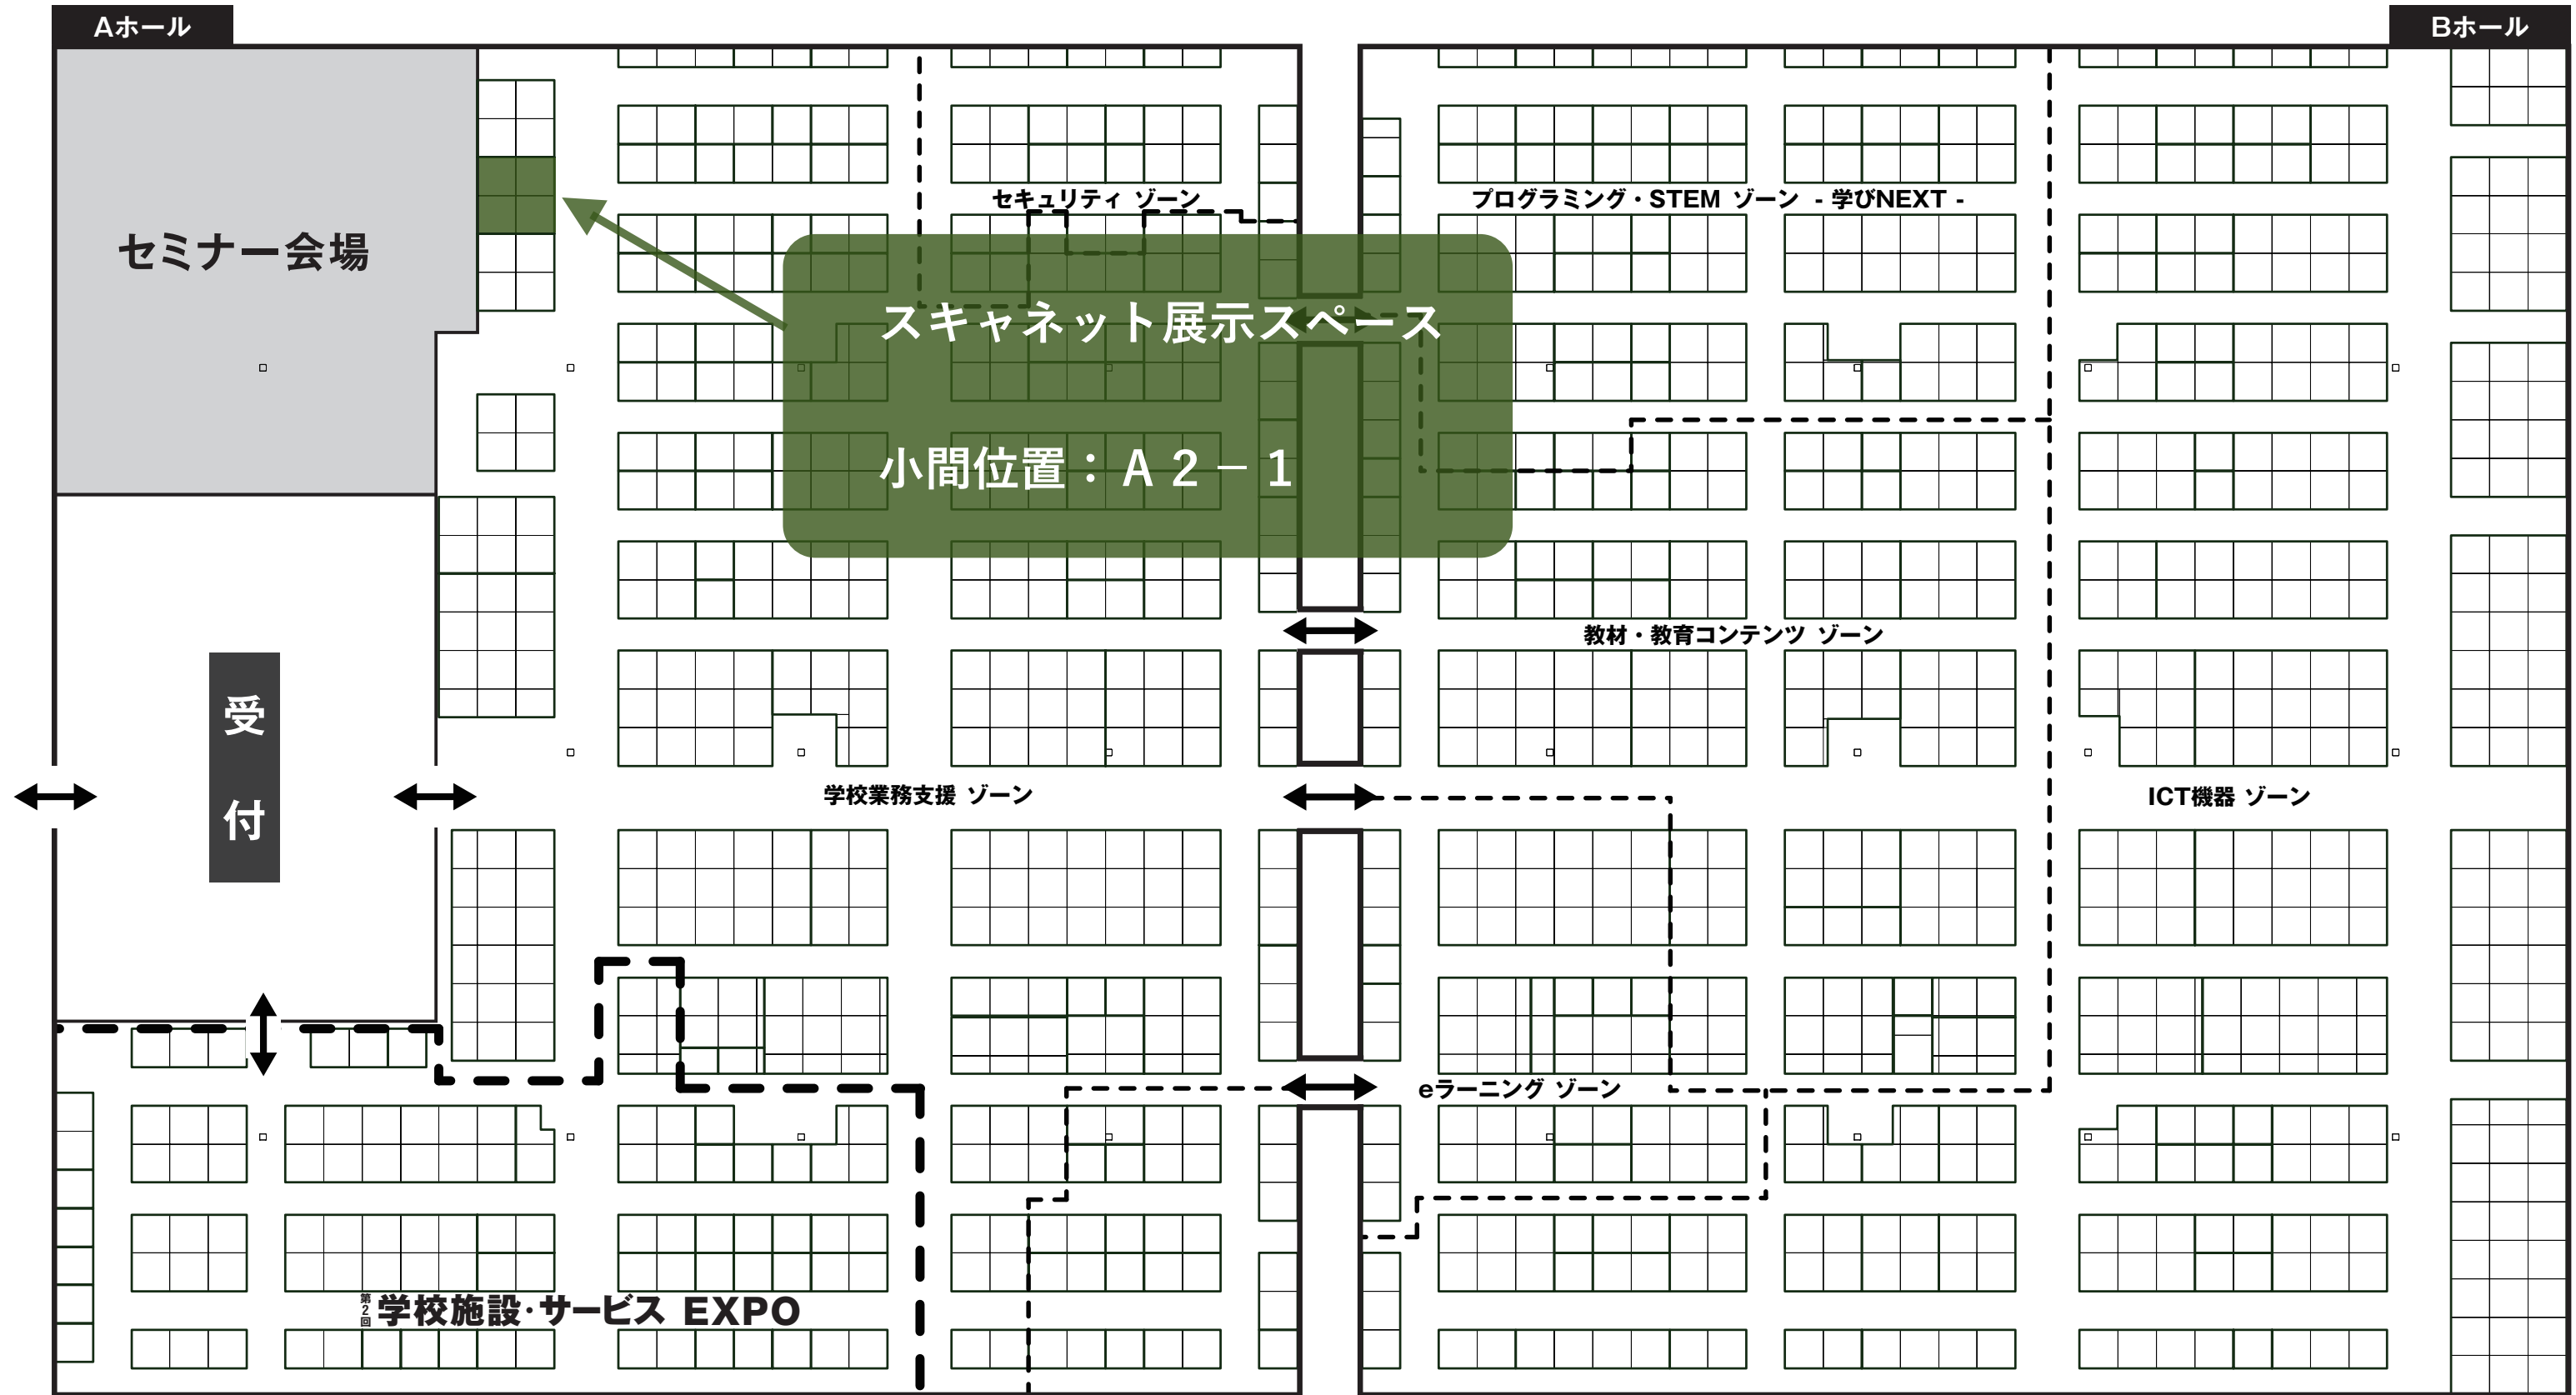 Aホール
Bホール
セキュリティ ゾーン
プログラミング・STEM ゾーン - 学びNEXT -
セミナー会場
スキャネット展示スペース
小間位置：Ａ２－１
教材・教育コンテンツ ゾーン
受付
学校業務支援 ゾーン
ICT機器 ゾーン
eラーニング ゾーン
第2回 学校施設・サービス EXPO